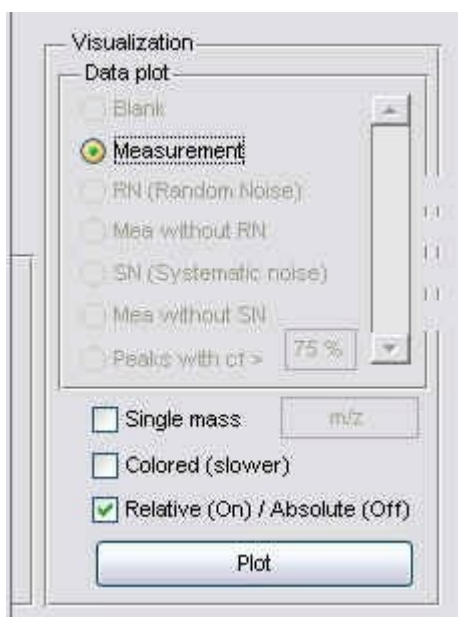 Visualization
Data plot
Blank
Measurement
RN (Random Noise)
Mea without RN
SN (Systematic noise)
Mea without SN
Peaks with cf > 75 %
Single mass m/z
Colored (slower)
Relative (On) / Absolute (Off)
Plot